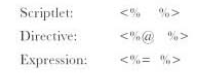 Scriptlet: <% %>
Directive: <%@ %>
Expression: <%= %>